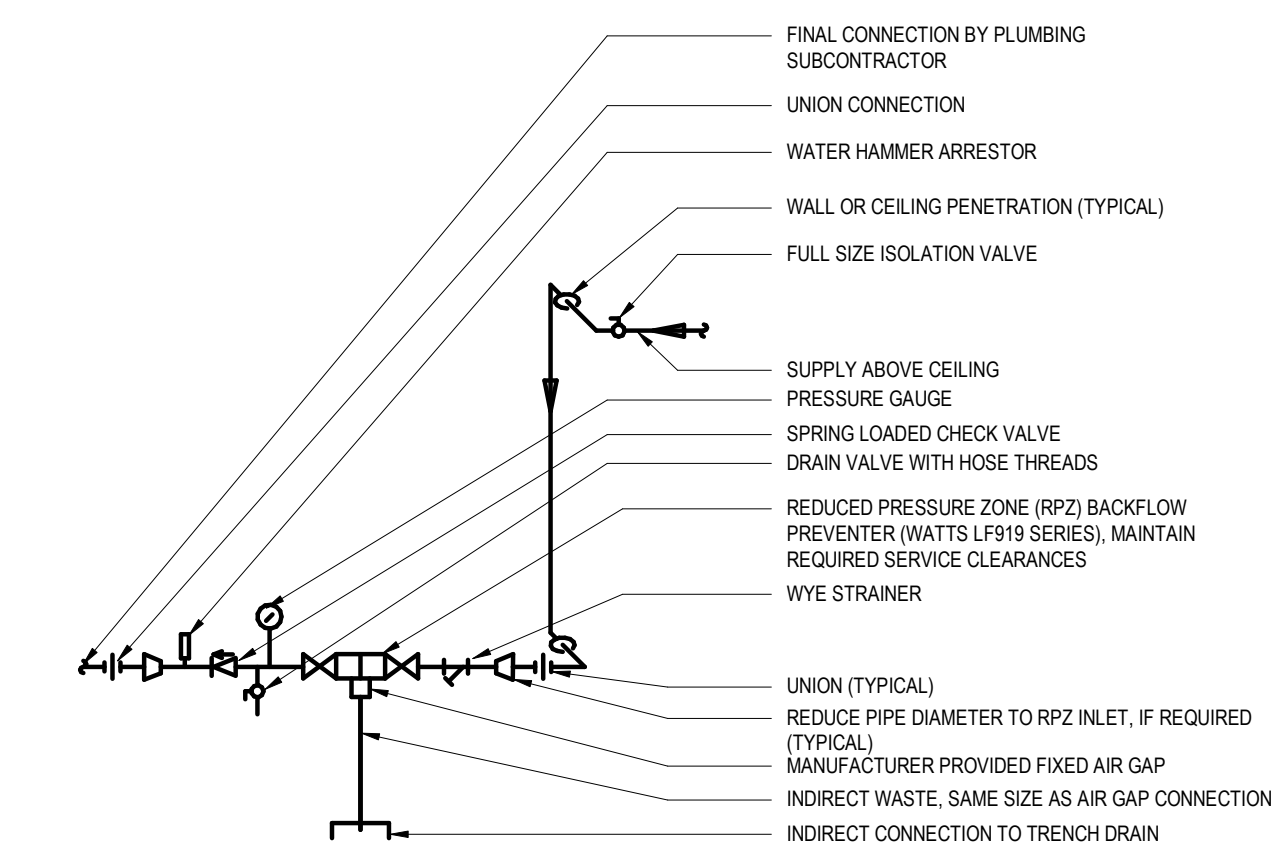 FINAL CONNECTION BY PLUMBING
SUBCONTRACTOR
UNION CONNECTION
WATER HAMMER ARRESTOR
WALL OR CEILING PENETRATION (TYPICAL)
FULL SIZE ISOLATION VALVE
SUPPLY ABOVE CEILING
PRESSURE GAUGE
SPRING LOADED CHECK VALVE
DRAIN VALVE WITH HOSE THREADS
REDUCED PRESSURE ZONE (RPZ) BACKFLOW
PREVENTER (WATTS LF919 SERIES), MAINTAIN
REQUIRED SERVICE CLEARANCES
WYE STRAINER
UNION (TYPICAL)
REDUCE PIPE DIAMETER TO RPZ INLET, IF REQUIRED
(TYPICAL)
MANUFACTURER PROVIDED FIXED AIR GAP
INDIRECT WASTE, SAME SIZE AS AIR GAP CONNECTION
INDIRECT CONNECTION TO TRENCH DRAIN